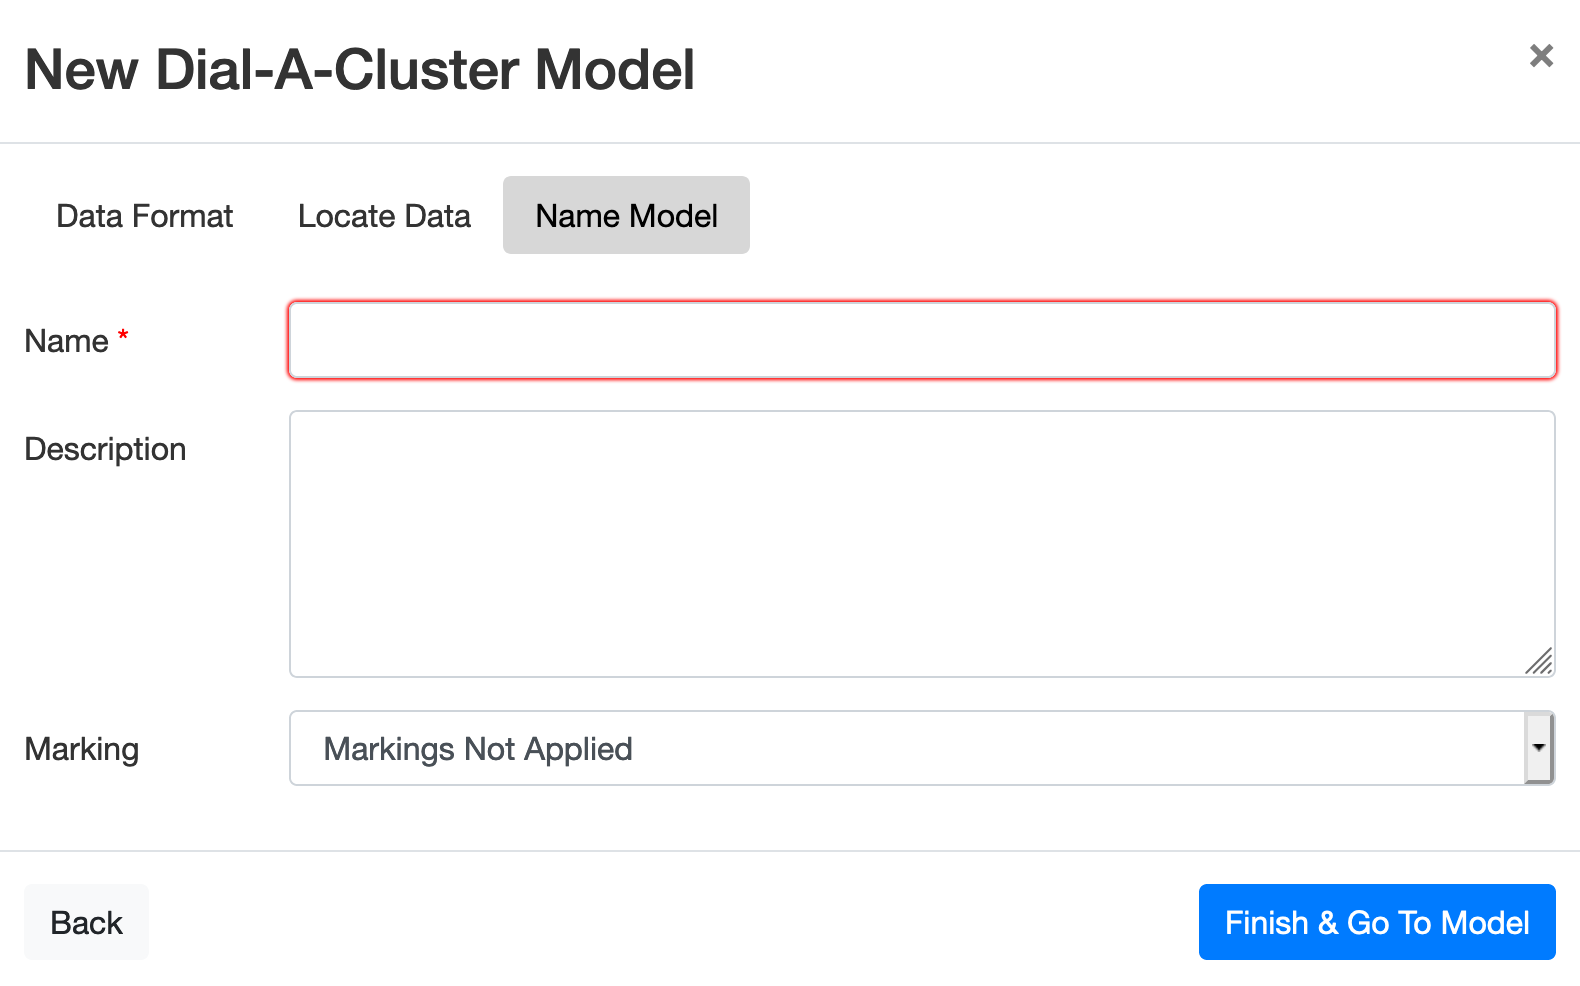 New Dial-A-Cluster Model
×
Data Format Locate Data Name Model
Name *
Description
Marking Markings Not Applied
Back Finish & Go To Model